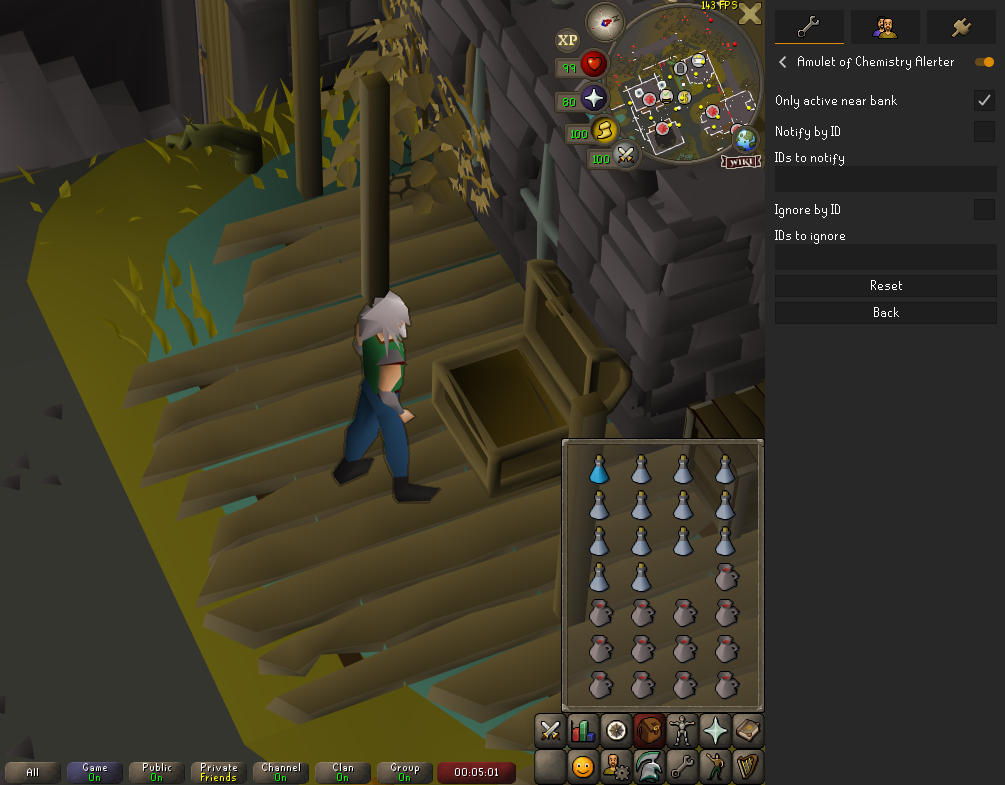 143 FPS
XP
99
80
100
100
WIKI
Amulet of Chemistry Alerter
Only active near bank
Notify by ID
IDs to notify
Ignore by ID
IDs to ignore
Reset
Back
All
Game
On
Public
On
Private
Friends
Channel
On
Clan
On
Group
On
00:05:01